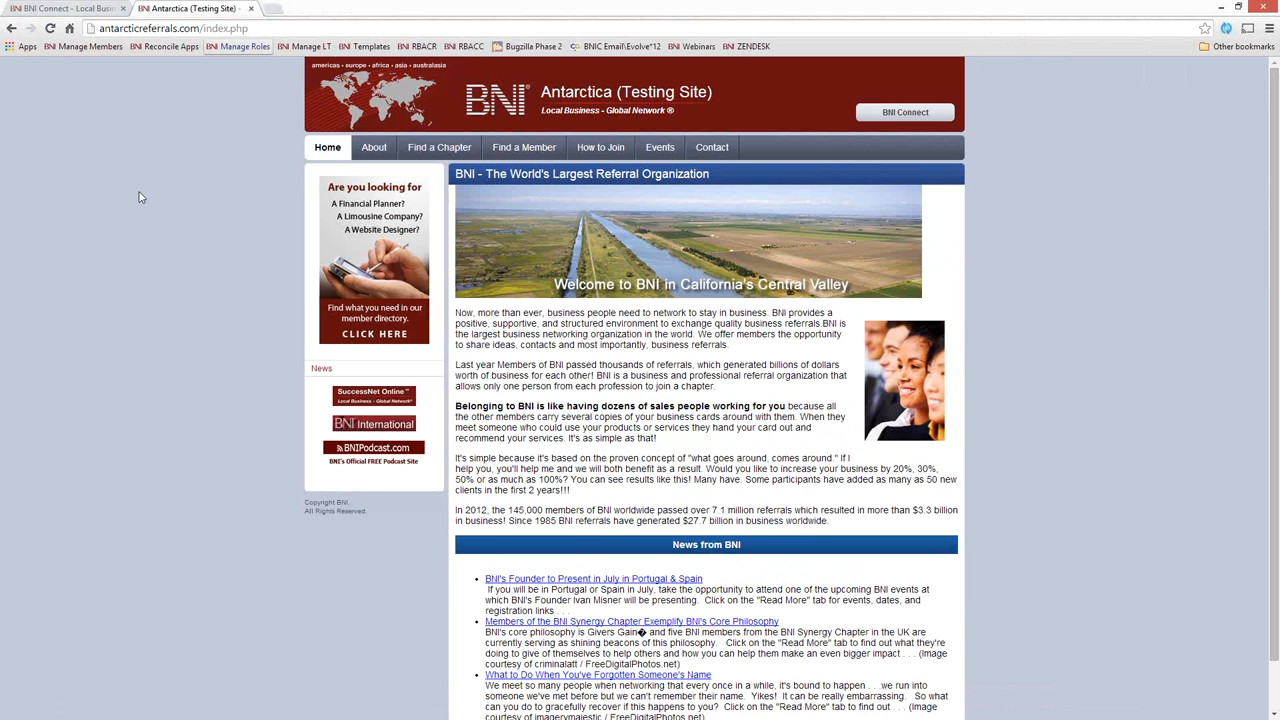 BNI BNI Connect - Local Busin
BNI Antarctica (Testing Site) -
antarcticreferrals.com/index.php
Apps
BNI Manage Members
BNI Reconcile Apps
BNI Manage Roles
BNI Manage LT
BNI Templates
BNI RBACR
BNI RBACC
Bugzilla Phase 2
BNIC Email\Evolve*12
BNI Webinars
BNI ZENDESK
Other bookmarks
americas • europe • africa • asia • australasia
BNI®
Antarctica (Testing Site)
Local Business - Global Network ®
BNI Connect
Home
About
Find a Chapter
Find a Member
How to Join
Events
Contact
Are you looking for
A Financial Planner?
A Limousine Company?
A Website Designer?
Find what you need in our
member directory.
CLICK HERE
News
SuccessNet Online™
Local Business - Global Network®
BNI International
BNIPodcast.com
BNI's Official FREE Podcast Site
Copyright BNI.
All Rights Reserved.
BNI - The World's Largest Referral Organization
Welcome to BNI in California's Central Valley
Now, more than ever, business people need to network to stay in business. BNI provides a
positive, supportive, and structured environment to exchange quality business referrals.BNI is
the largest business networking organization in the world. We offer members the opportunity
to share ideas, contacts and most importantly, business referrals.
Last year Members of BNI passed thousands of referrals, which generated billions of dollars
worth of business for each other! BNI is a business and professional referral organization that
allows only one person from each profession to join a chapter.
Belonging to BNI is like having dozens of sales people working for you because all
the other members carry several copies of your business cards around with them. When they
meet someone who could use your products or services they hand your card out and
recommend your services. It's as simple as that!
It's simple because it's based on the proven concept of "what goes around, comes around." If I
help you, you'll help me and we will both benefit as a result. Would you like to increase your business by 20%, 30%,
50% or as much as 100%? You can see results like this! Many have. Some participants have added as many as 50 new
clients in the first 2 years!!!
In 2012, the 145,000 members of BNI worldwide passed over 7.1 million referrals which resulted in more than $3.3 billion
in business! Since 1985 BNI referrals have generated $27.7 billion in business worldwide.
News from BNI
• BNI's Founder to Present in July in Portugal & Spain
If you will be in Portugal or Spain in July, take the opportunity to attend one of the upcoming BNI events at
which BNI's Founder Ivan Misner will be presenting. Click on the "Read More" tab for events, dates, and
registration links . . .
• Members of the BNI Synergy Chapter Exemplify BNI's Core Philosophy
BNI's core philosophy is Givers Gain� and five BNI members from the BNI Synergy Chapter in the UK are
currently serving as shining beacons of this philosophy. Click on the "Read More" tab to find out what they're
doing to give of themselves to help others and how you can help them make an even bigger impact . . . (Image
courtesy of criminalatt / FreeDigitalPhotos.net)
• What to Do When You've Forgotten Someone's Name
We meet so many people when networking that every once in a while, it's bound to happen . . .we run into
someone we've met before but we can't remember their name. Yikes! It can be really embarrassing. So what
can you do to gracefully recover if this happens to you? Click on the "Read More" tab to find out . . . (Image
courtesy of imagerymajestic / FreeDigitalPhotos.net)